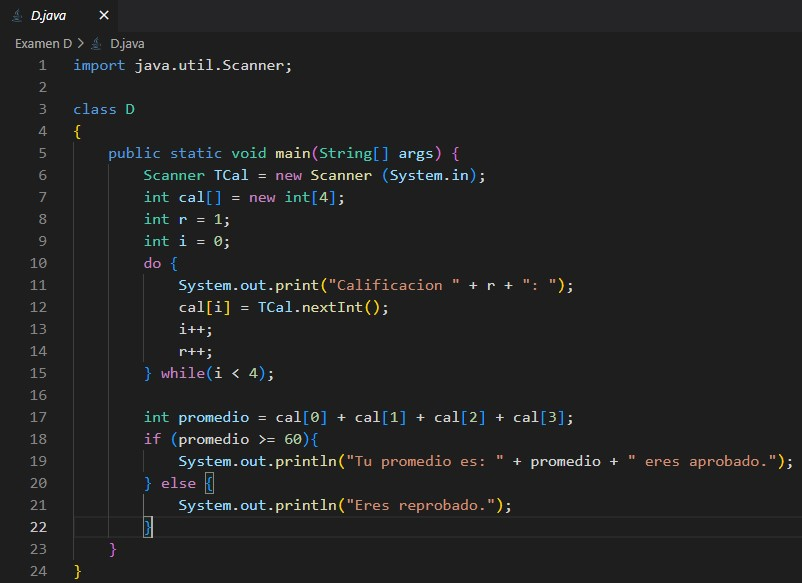 D.java ×
Examen D > D.java
1 import java.util.Scanner;
2
3 class D
4 {
5     public static void main(String[] args) {
6         Scanner TCal = new Scanner (System.in);
7         int cal[] = new int[4];
8         int r = 1;
9         int i = 0;
10         do {
11             System.out.print("Calificacion " + r + ": ");
12             cal[i] = TCal.nextInt();
13             i++;
14             r++;
15         } while(i < 4);
16
17         int promedio = cal[0] + cal[1] + cal[2] + cal[3];
18         if (promedio >= 60){
19             System.out.println("Tu promedio es: " + promedio + " eres aprobado.");
20         } else {
21             System.out.println("Eres reprobado.");
22         }
23     }
24 }